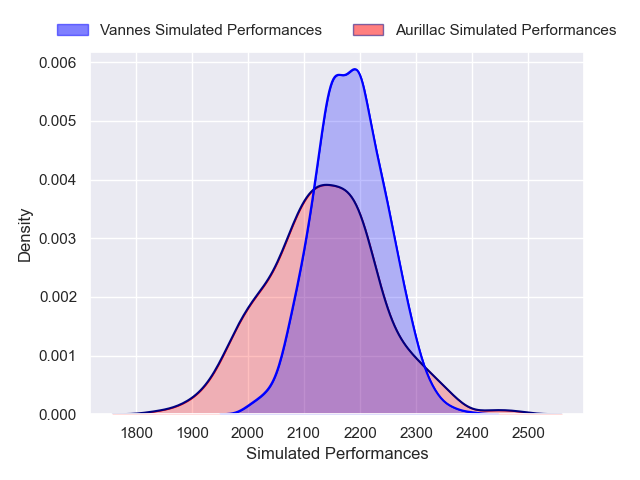 Vannes Simulated Performances
Aurillac Simulated Performances
0.006
0.005
0.004
0.003
0.002
0.001
0.000
Density
1800 1900 2000 2100 2200 2300 2400 2500
Simulated Performances